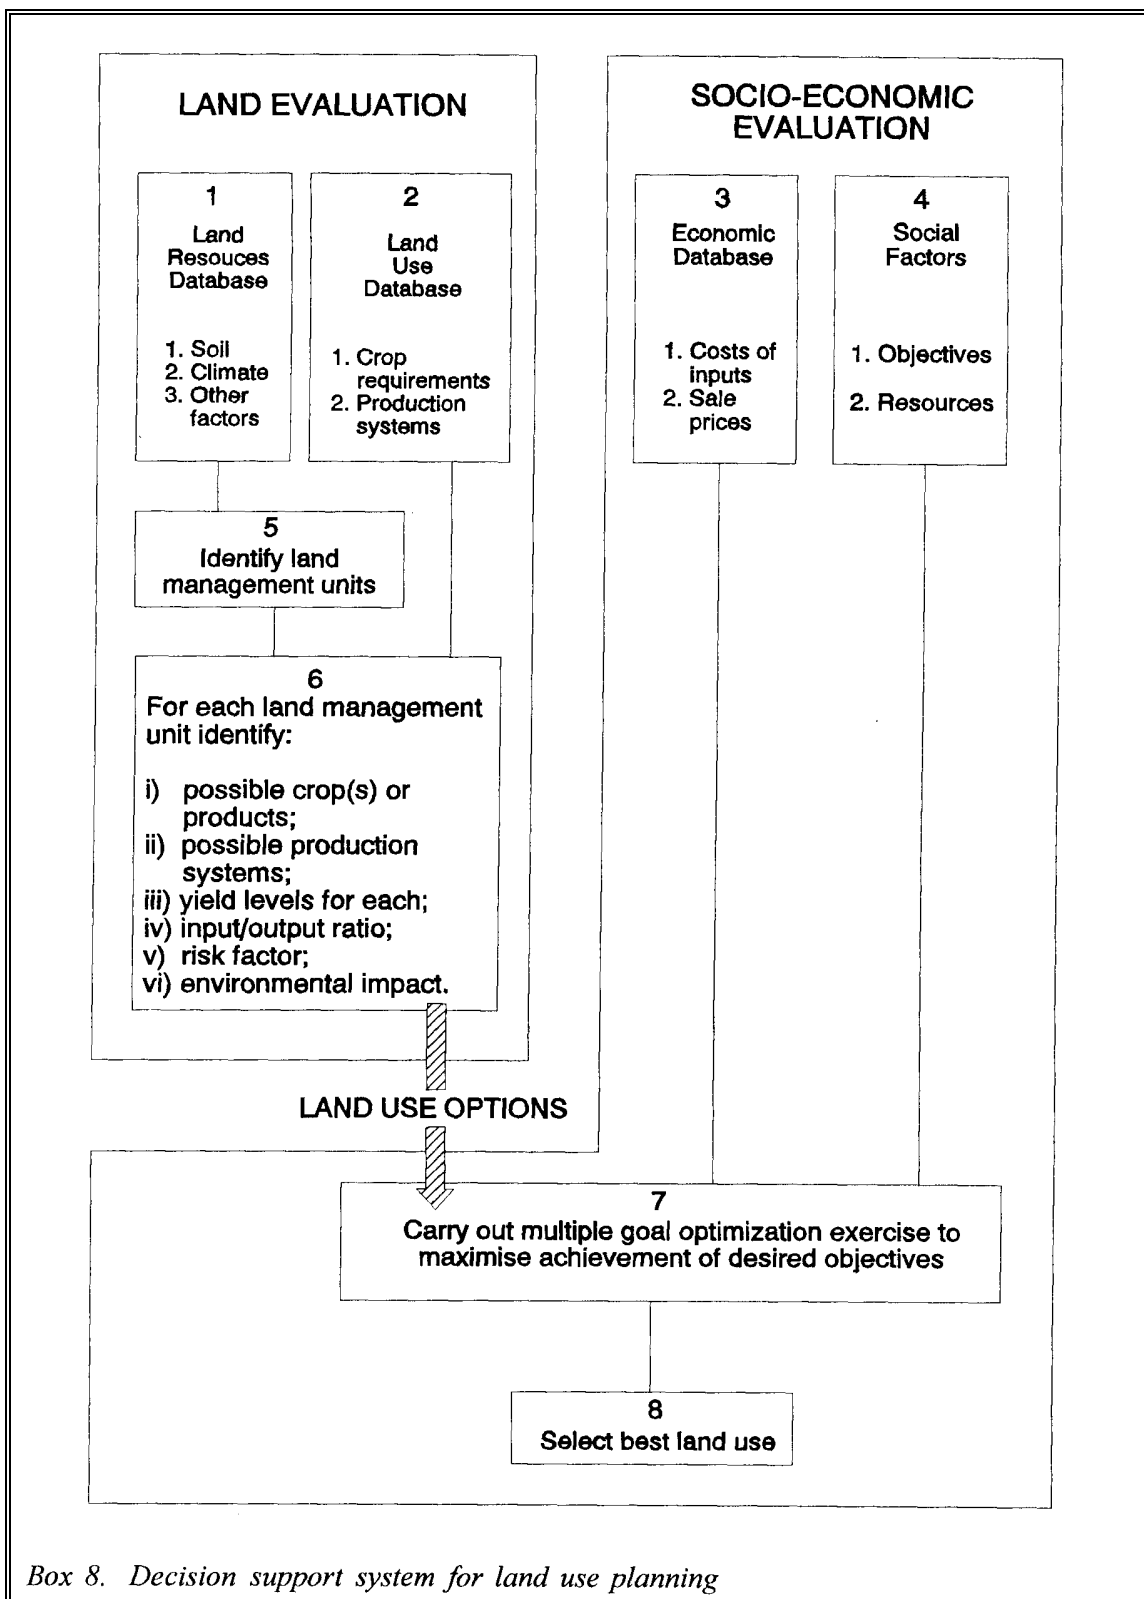 LAND EVALUATION
1
Land
Resouces
Database
1. Soil
2. Climate
3. Other
factors
2
Land
Use
Database
1. Crop
requirements
2. Production
systems
5
Identify land
management units
6
For each land management
unit identify:
i) possible crop(s) or
products;
ii) possible production
systems;
iii) yield levels for each;
iv) input/output ratio;
v) risk factor;
vi) environmental impact.
SOCIO-ECONOMIC
EVALUATION
3
Economic
Database
1. Costs of
inputs
2. Sale
prices
4
Social
Factors
1. Objectives
2. Resources
LAND USE OPTIONS
7
Carry out multiple goal optimization exercise to
maximise achievement of desired objectives
8
Select best land use
Box 8. Decision support system for land use planning